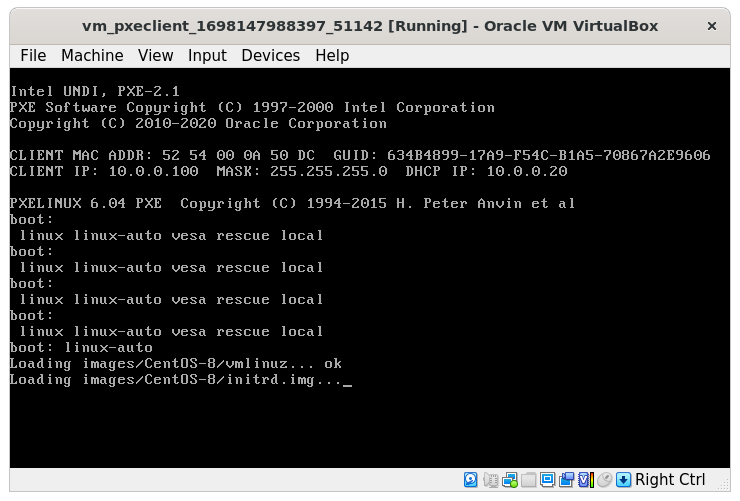 vm_pxeclient_1698147988397_51142 [Running] - Oracle VM VirtualBox ×
File Machine View Input Devices Help
Intel UNDI, PXE-2.1
PXE Software Copyright (C) 1997-2000 Intel Corporation
Copyright (C) 2010-2020 Oracle Corporation
CLIENT MAC ADDR: 52 54 00 0A 50 DC  GUID: 634B4899-17A9-F54C-B1A5-70867A2E9606
CLIENT IP: 10.0.0.100  MASK: 255.255.255.0  DHCP IP: 10.0.0.20
PXELINUX 6.04 PXE  Copyright (C) 1994-2015 H. Peter Anvin et al
boot:
 linux linux-auto vesa rescue local
boot:
 linux linux-auto vesa rescue local
boot:
 linux linux-auto vesa rescue local
boot:
 linux linux-auto vesa rescue local
boot: linux-auto
Loading images/CentOS-8/vmlinuz... ok
Loading images/CentOS-8/initrd.img..._
Right Ctrl